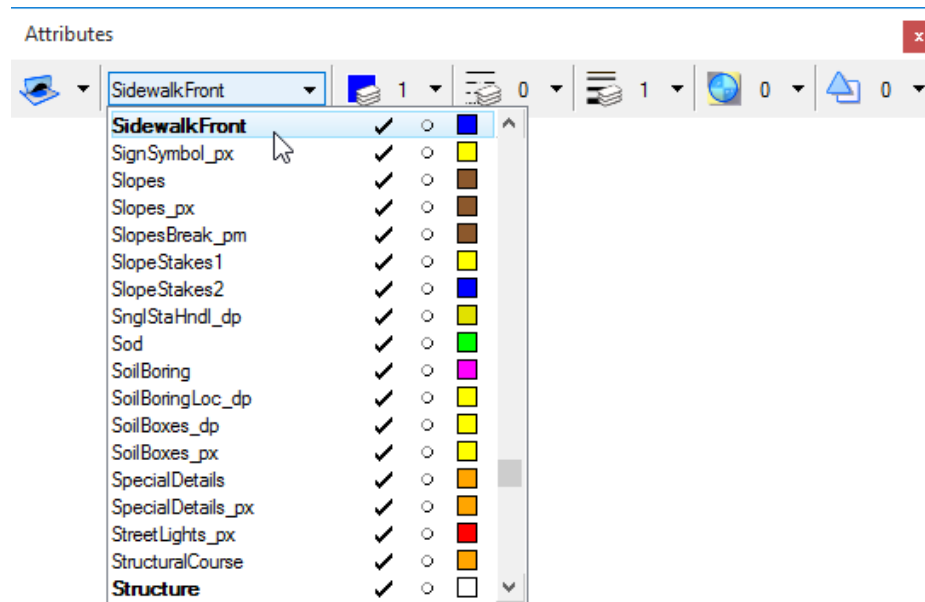 Attributes
x
SidewalkFront 1 0 1 0 0
SidewalkFront
SignSymbol_px
Slopes
Slopes_px
SlopesBreak_pm
SlopeStakes1
SlopeStakes2
SnglStaHndl_dp
Sod
SoilBoring
SoilBoringLoc_dp
SoilBoxes_dp
SoilBoxes_px
SpecialDetails
SpecialDetails_px
StreetLights_px
StructuralCourse
Structure